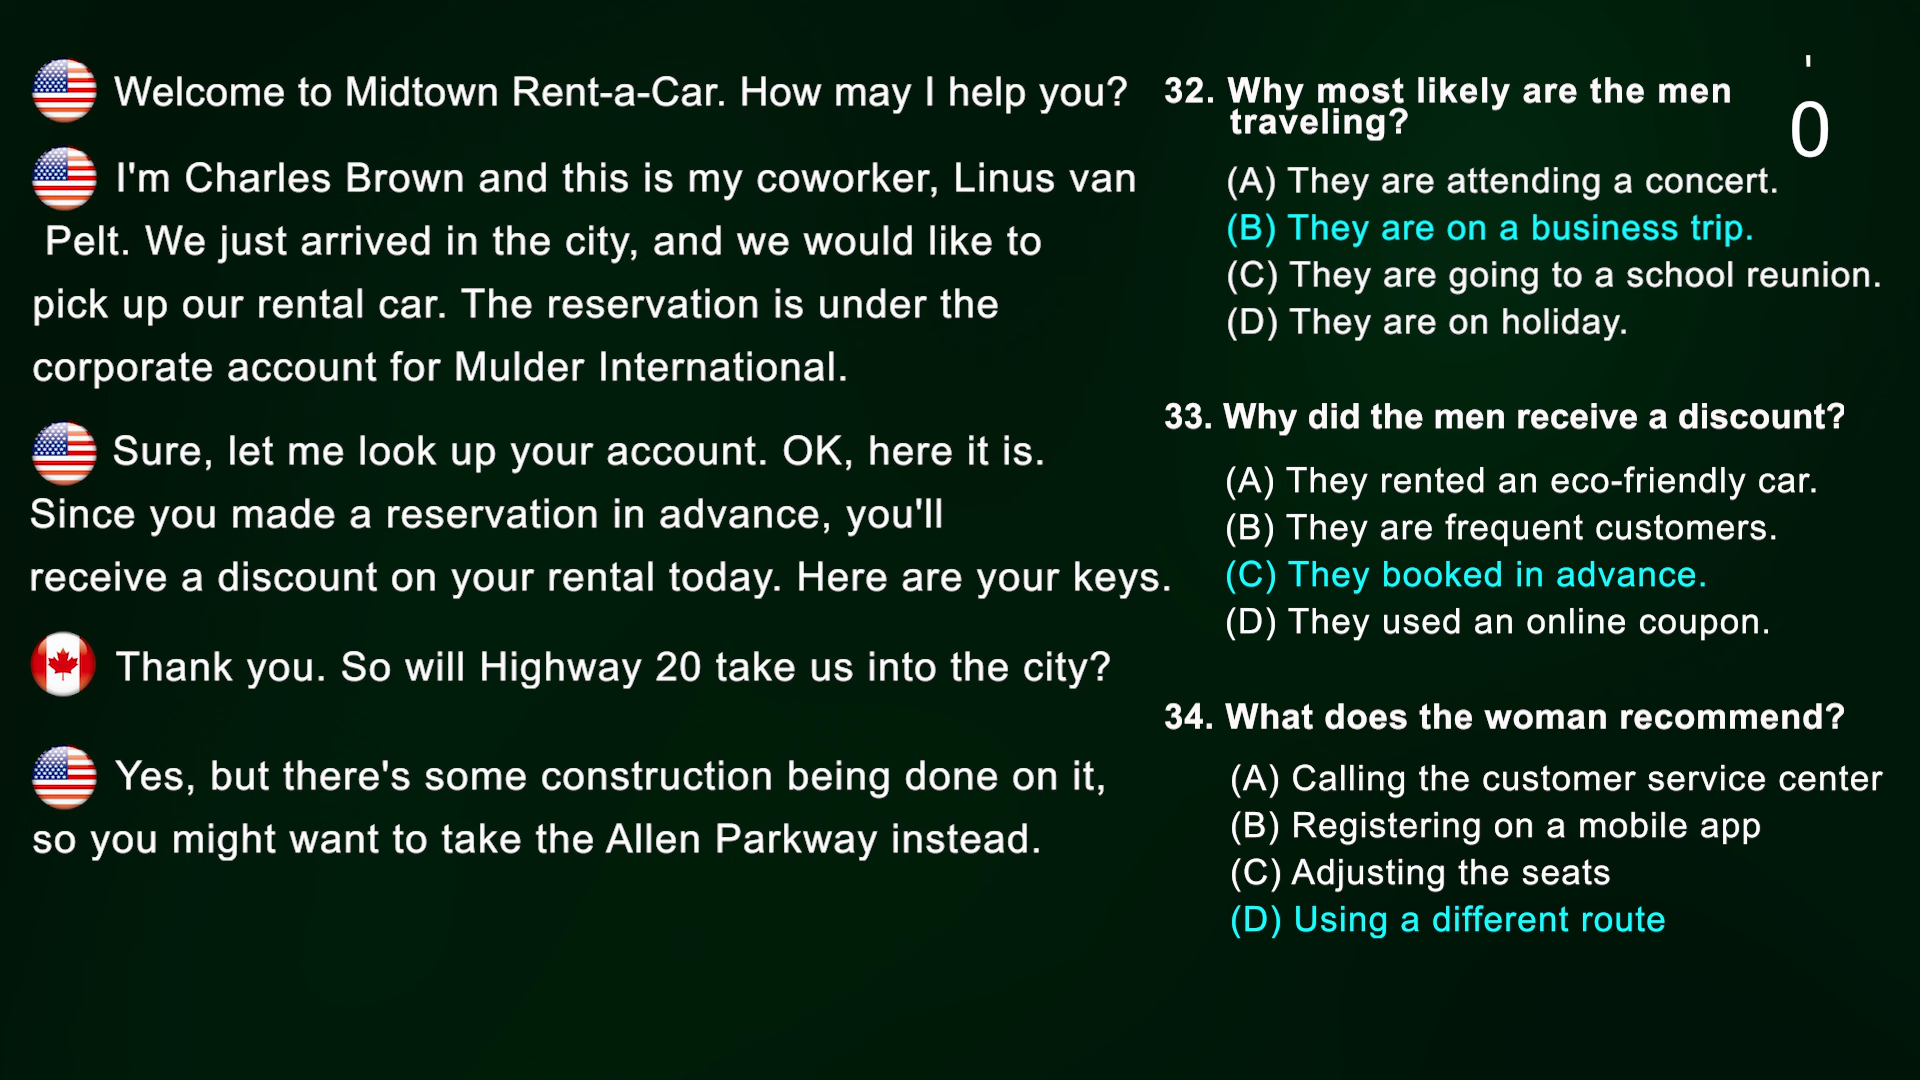 Welcome to Midtown Rent-a-Car. How may I help you?
I'm Charles Brown and this is my coworker, Linus van
Pelt. We just arrived in the city, and we would like to
pick up our rental car. The reservation is under the
corporate account for Mulder International.
Sure, let me look up your account. OK, here it is.
Since you made a reservation in advance, you'll
receive a discount on your rental today. Here are your keys.
Thank you. So will Highway 20 take us into the city?
Yes, but there's some construction being done on it,
so you might want to take the Allen Parkway instead.
32. Why most likely are the men
traveling?
(A) They are attending a concert.
(B) They are on a business trip.
(C) They are going to a school reunion.
(D) They are on holiday.
33. Why did the men receive a discount?
(A) They rented an eco-friendly car.
(B) They are frequent customers.
(C) They booked in advance.
(D) They used an online coupon.
34. What does the woman recommend?
(A) Calling the customer service center
(B) Registering on a mobile app
(C) Adjusting the seats
(D) Using a different route
'
0